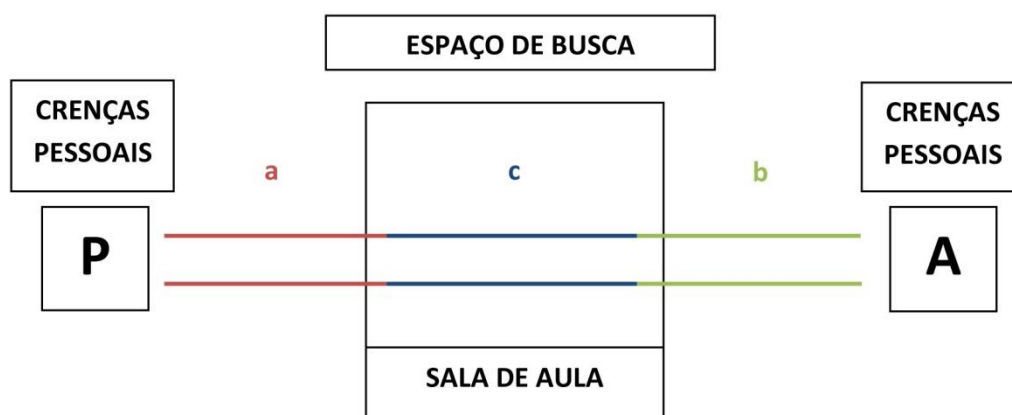 ESPAÇO DE BUSCA
CRENÇAS
PESSOAIS
CRENÇAS
PESSOAIS
a
c
b
P
A
SALA DE AULA